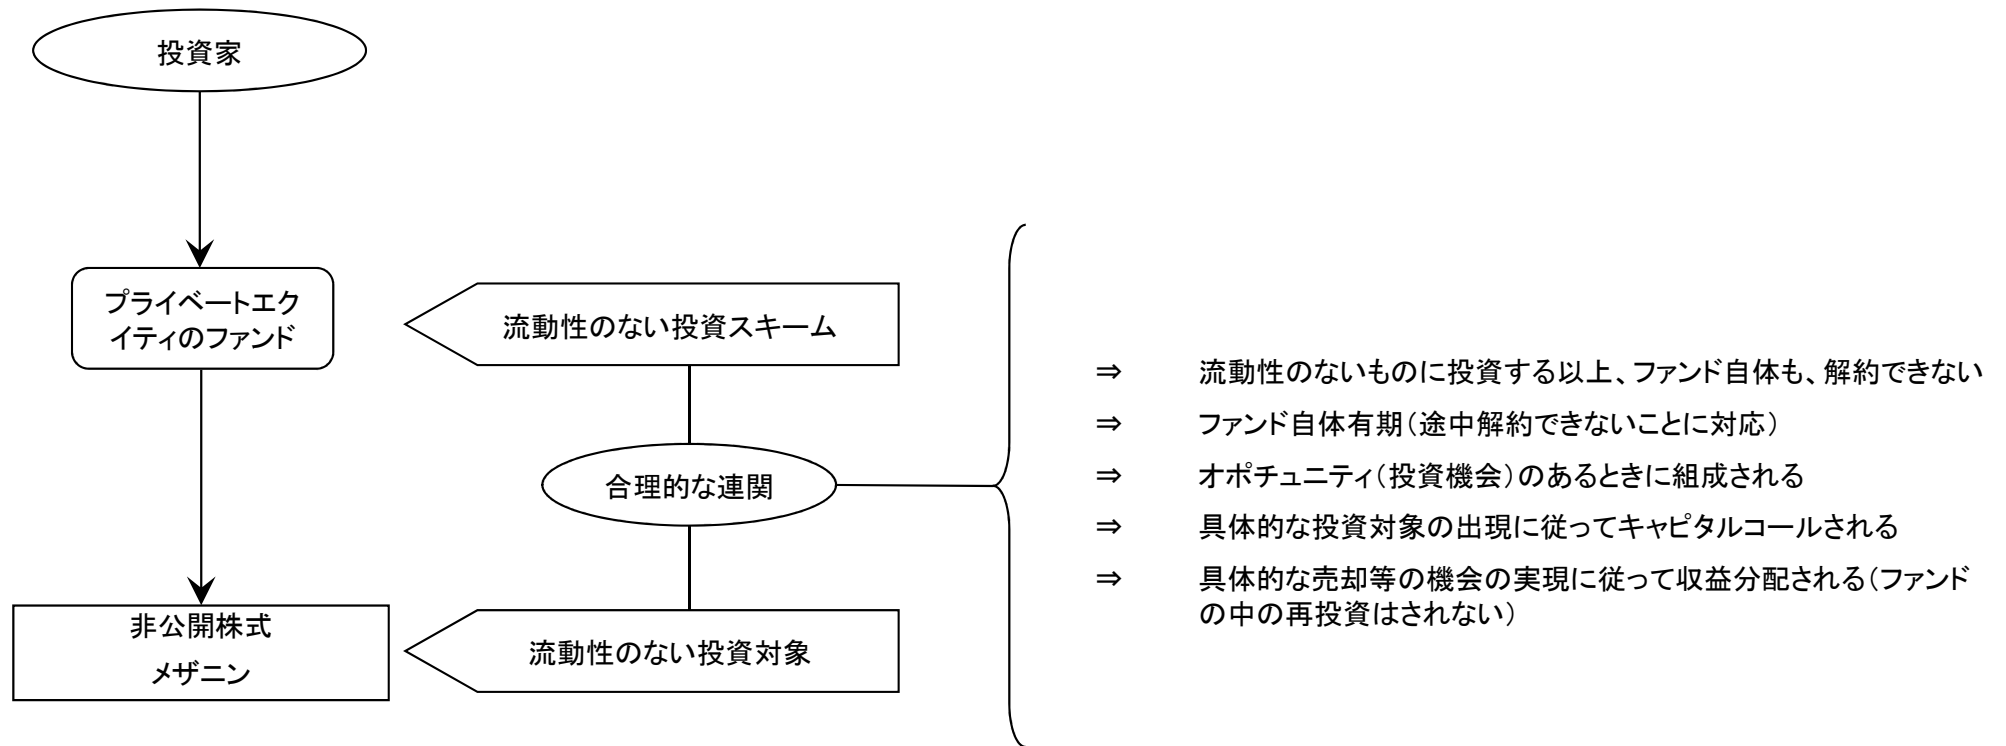 投資家
プライベートエク
イティのファンド
流動性のない投資スキーム
合理的な連関
非公開株式
メザニン
流動性のない投資対象
⇒ 流動性のないものに投資する以上、ファンド自体も、解約できない
⇒ ファンド自体有期(途中解約できないことに対応)
⇒ オポチュニティ(投資機会)のあるときに組成される
⇒ 具体的な投資対象の出現に従ってキャピタルコールされる
⇒ 具体的な売却等の機会の実現に従って収益分配される(ファンド
の中の再投資はされない)